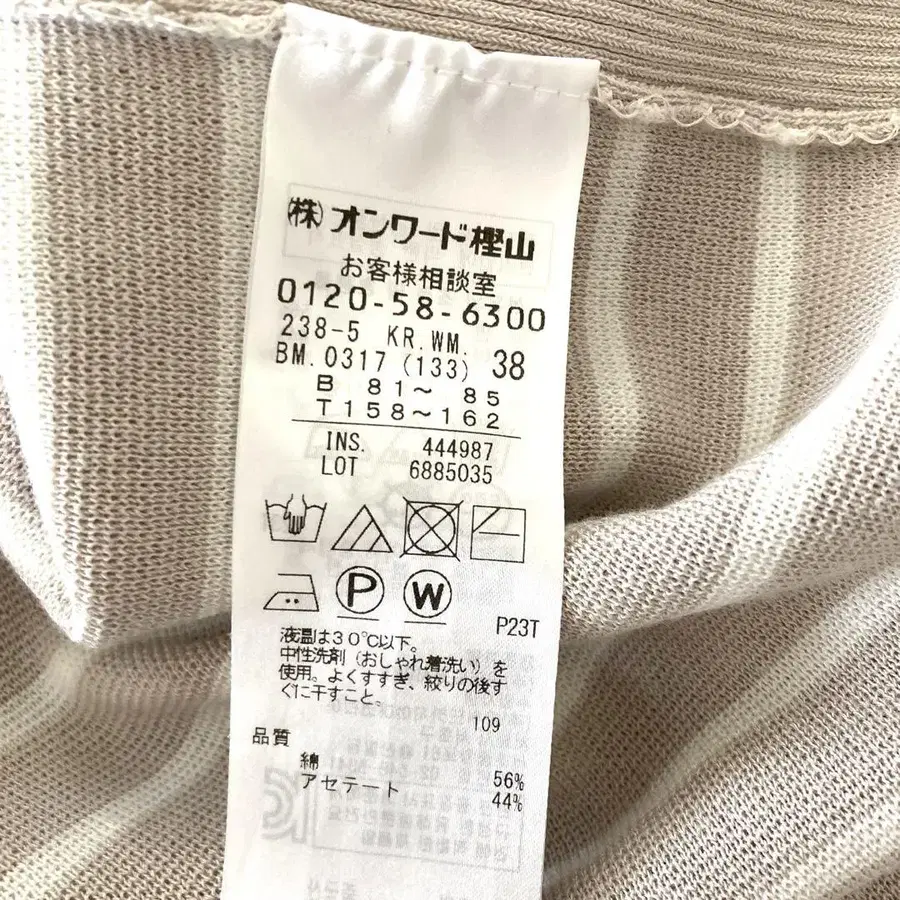 (株)オンワード樫山
お客様相談室
0120-58-6300
238-5 KR.WM. 38
BM.0317 (133)
B 81～ 85
T158～162
INS. 444987
LOT 6885035
P W
P23T
液温は30℃以下。
中性洗剤(おしゃれ着洗い)を
使用。よくすすぎ、絞りの後す
ぐに干すこと。
109
品質
綿 56%
アセテート 44%